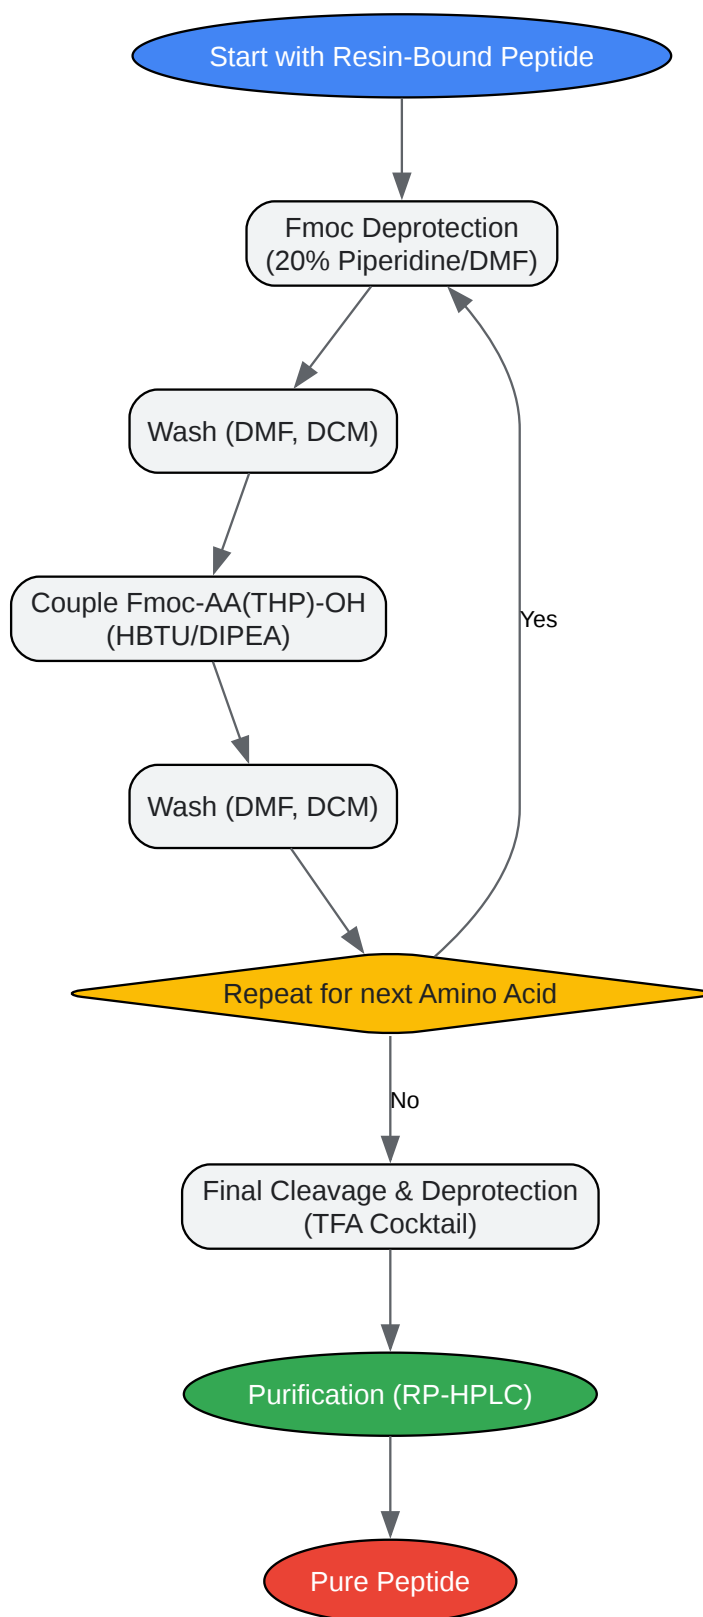 Start with Resin-Bound Peptide
Fmoc Deprotection
(20% Piperidine/DMF)
Wash (DMF, DCM)
Couple Fmoc-AA(THP)-OH
(HBTU/DIPEA)
Yes
Wash (DMF, DCM)
Repeat for next Amino Acid
No
Final Cleavage & Deprotection
(TFA Cocktail)
Purification (RP-HPLC)
Pure Peptide